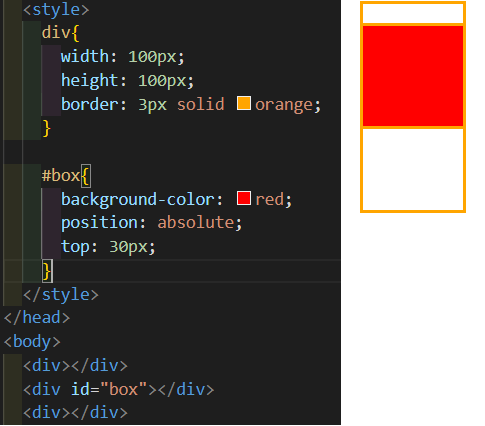 <style>
div{
width: 100px;
height: 100px;
border: 3px solid orange;
}
#box{
background-color: red;
position: absolute;
top: 30px;
}
</style>
</head>
<body>
<div></div>
<div id="box"></div>
<div></div>